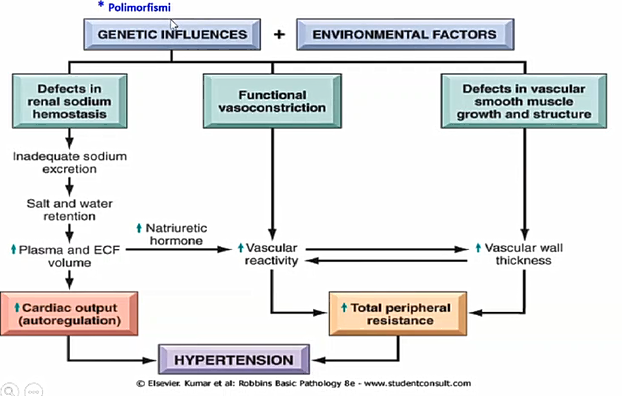 * Polimorfismi
GENETIC INFLUENCES + ENVIRONMENTAL FACTORS
Defects in
renal sodium
hemostasis
Functional
vasoconstriction
Defects in vascular
smooth muscle
growth and structure
Inadequate sodium
excretion
Salt and water
retention
↑ Natriuretic
hormone
↑ Plasma and ECF
volume
↑ Vascular
reactivity
↑ Vascular wall
thickness
↑ Cardiac output
(autoregulation)
↑ Total peripheral
resistance
HYPERTENSION
© Elsevier. Kumar et al: Robbins Basic Pathology 8e - www.studentconsult.com